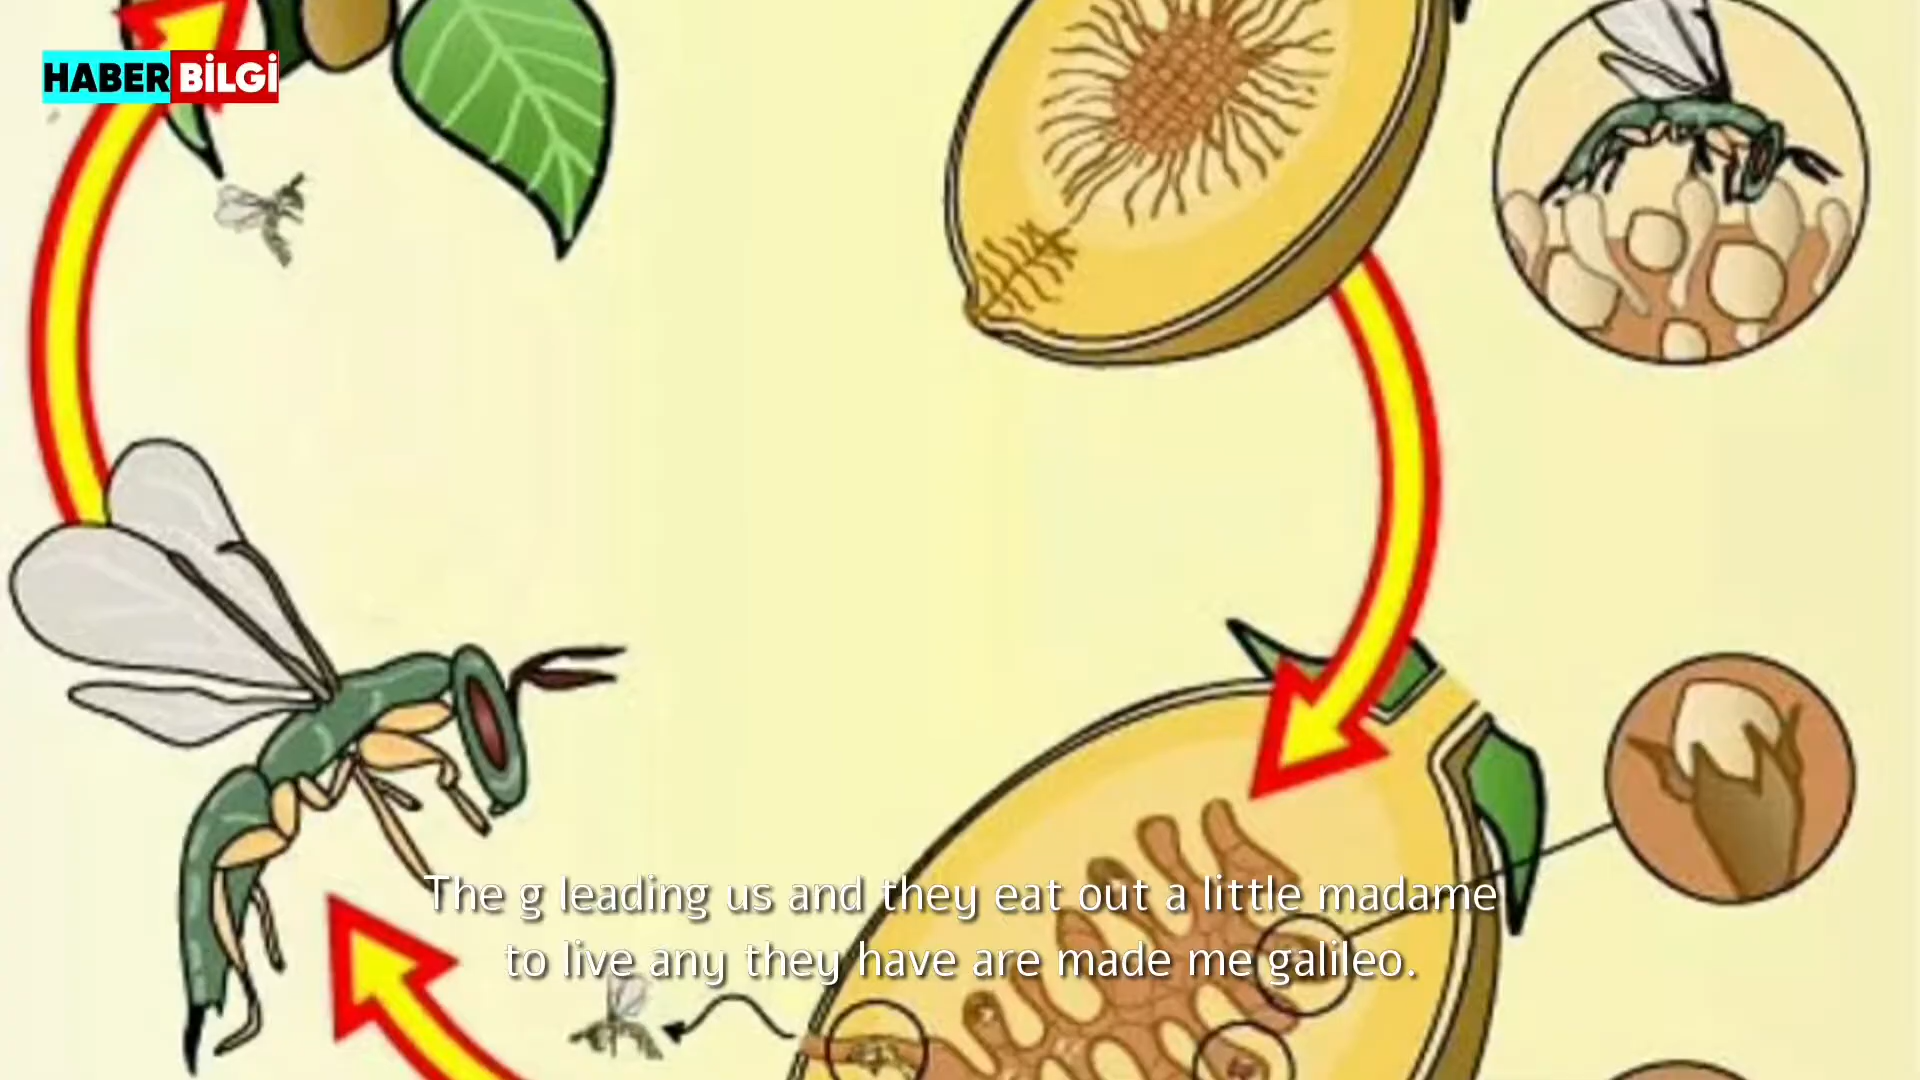 HABER BİLGİ
The g leading us and they eat out a little madame
to live any they have are made me galileo.